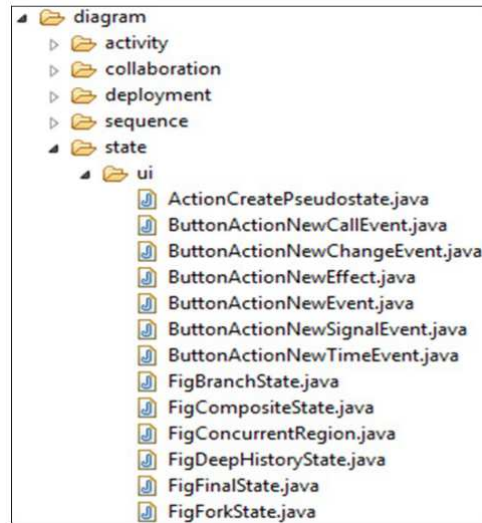 diagram
activity
collaboration
deployment
sequence
state
ui
ActionCreatePseudostate.java
ButtonActionNewCallEvent.java
ButtonActionNewChangeEvent.java
ButtonActionNewEffect.java
ButtonActionNewEvent.java
ButtonActionNewSignalEvent.java
ButtonActionNewTimeEvent.java
FigBranchState.java
FigCompositeState.java
FigConcurrentRegion.java
FigDeepHistoryState.java
FigFinalState.java
FigForkState.java